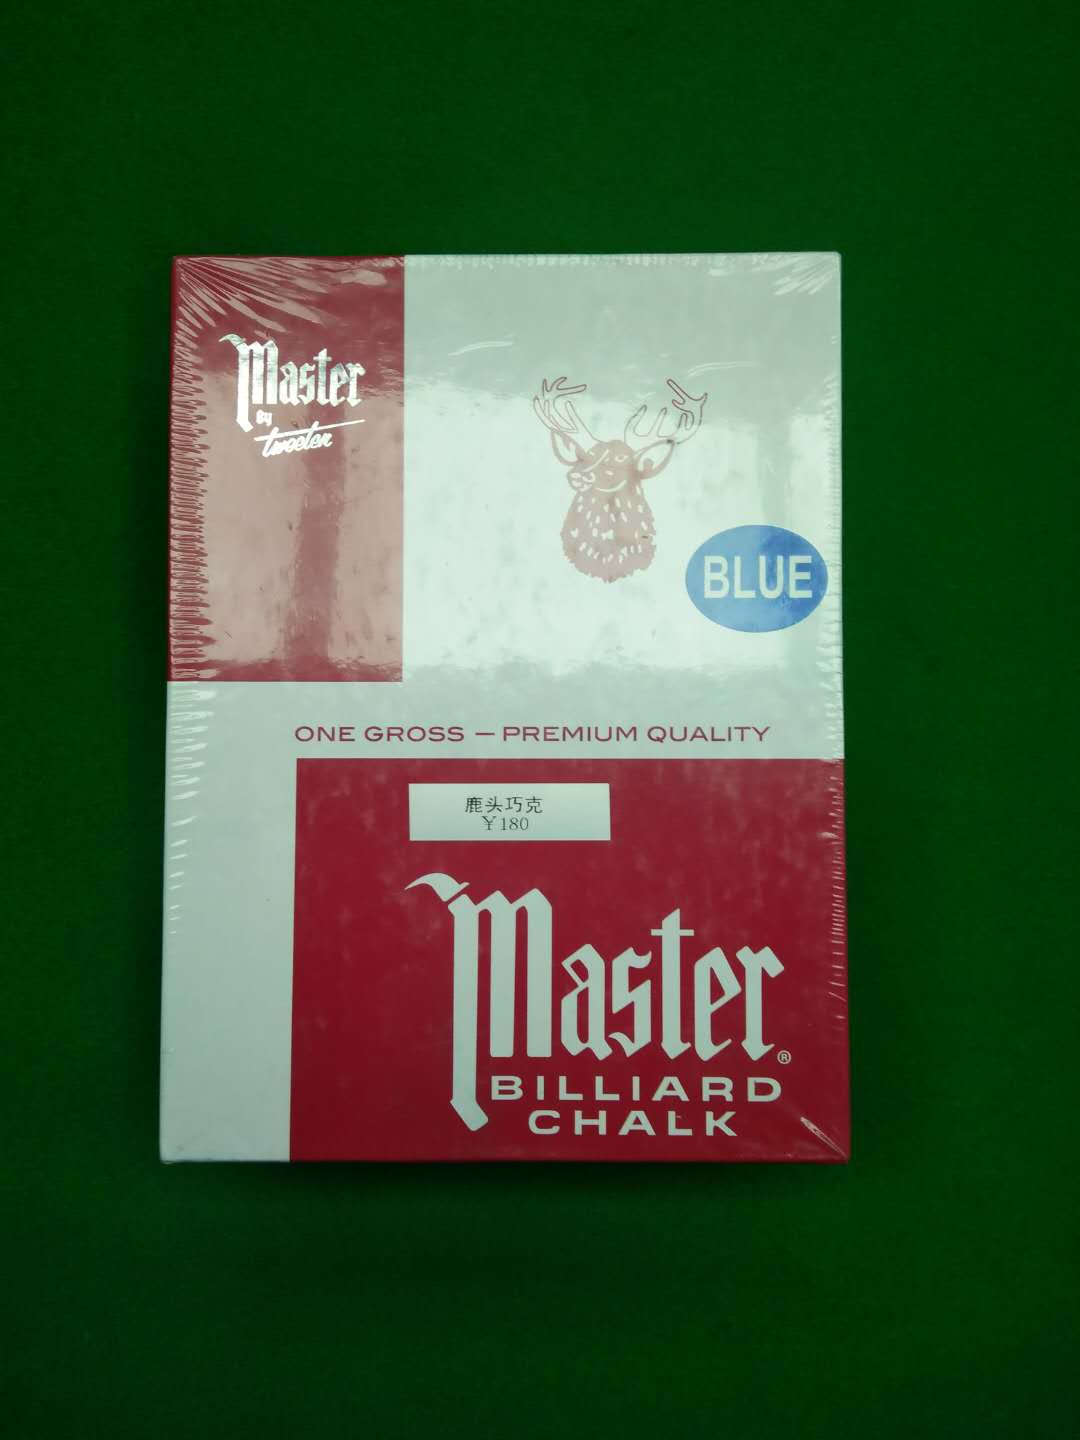 Master
By
tweeten
BLUE
ONE GROSS — PREMIUM QUALITY
鹿头巧克
￥180
Master®
BILLIARD
CHALK